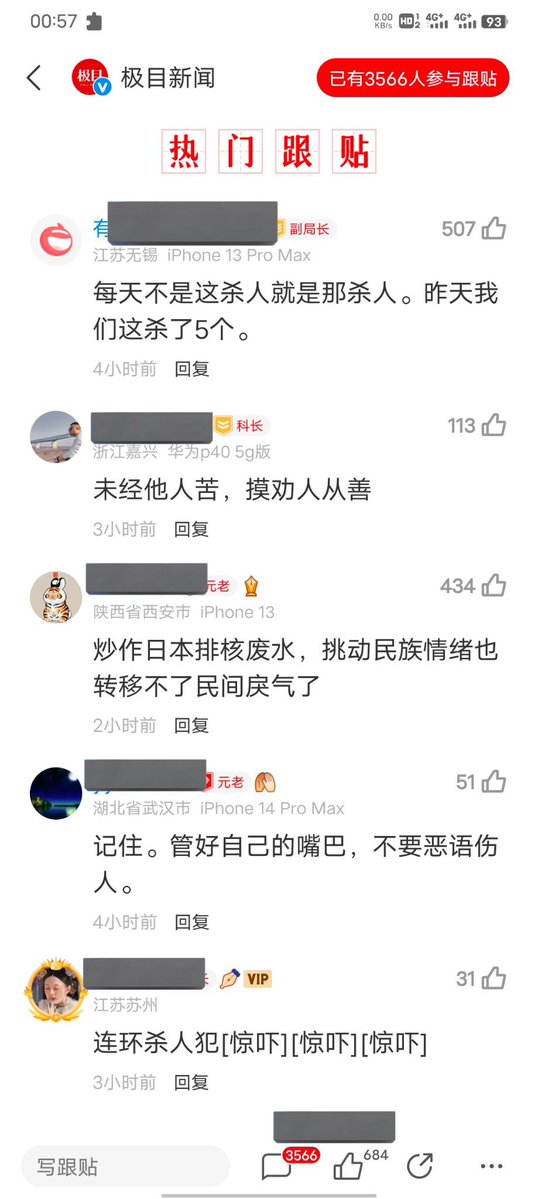 00:57
0.00
KB/s
HD 1 2
4G+
4G+
93
极目
极目新闻
已有3566人参与跟贴
热门跟贴
有
副局长
507
江苏无锡 iPhone 13 Pro Max
每天不是这杀人就是那杀人。昨天我
们这杀了5个。
4小时前 回复
科长
113
浙江嘉兴 华为p40 5g版
未经他人苦，摸劝人从善
3小时前 回复
元老
434
陕西省西安市 iPhone 13
炒作日本排核废水，挑动民族情绪也
转移不了民间戾气了
2小时前 回复
元老
51
湖北省武汉市 iPhone 14 Pro Max
记住。管好自己的嘴巴，不要恶语伤
人。
4小时前 回复
VIP
31
江苏苏州
连环杀人犯[惊吓][惊吓][惊吓]
3小时前 回复
写跟贴
3566
684